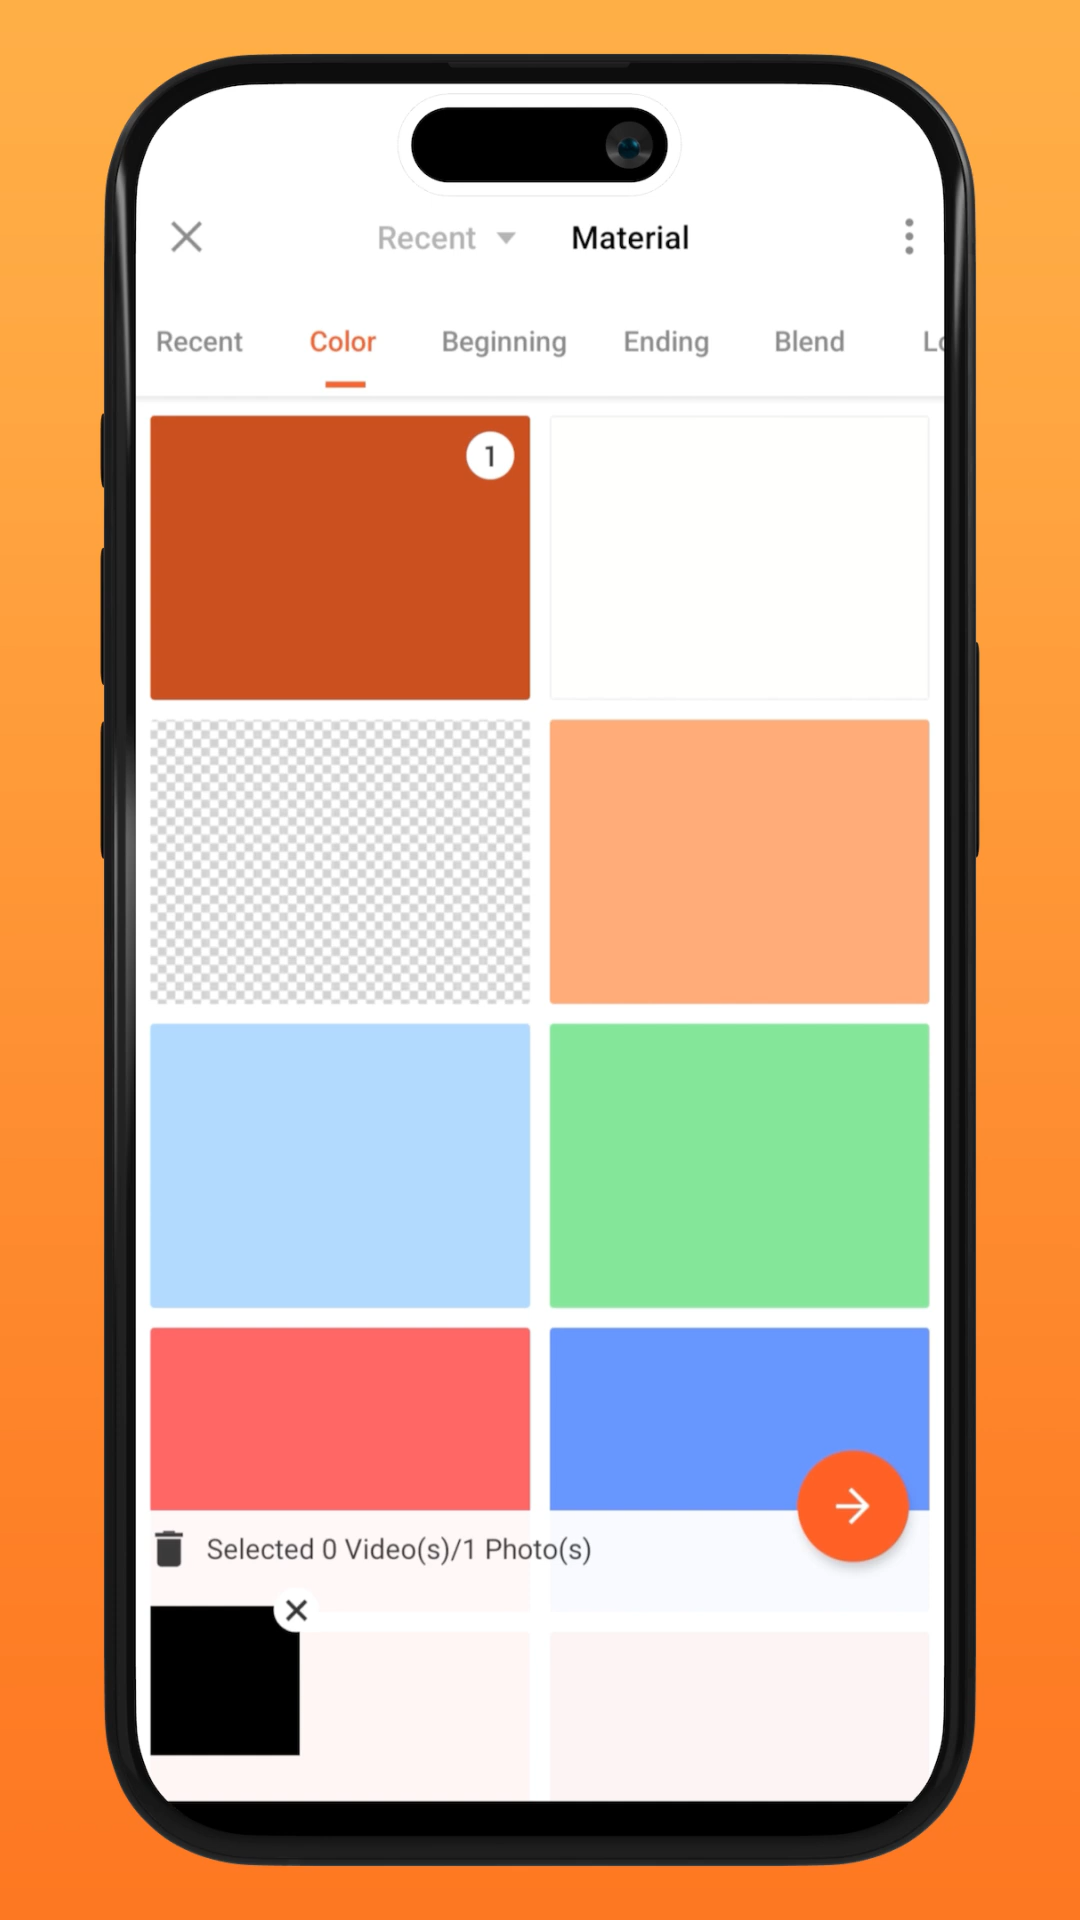 Recent Material
Recent Color Beginning Ending Blend
1
Selected 0 Video(s)/1 Photo(s)